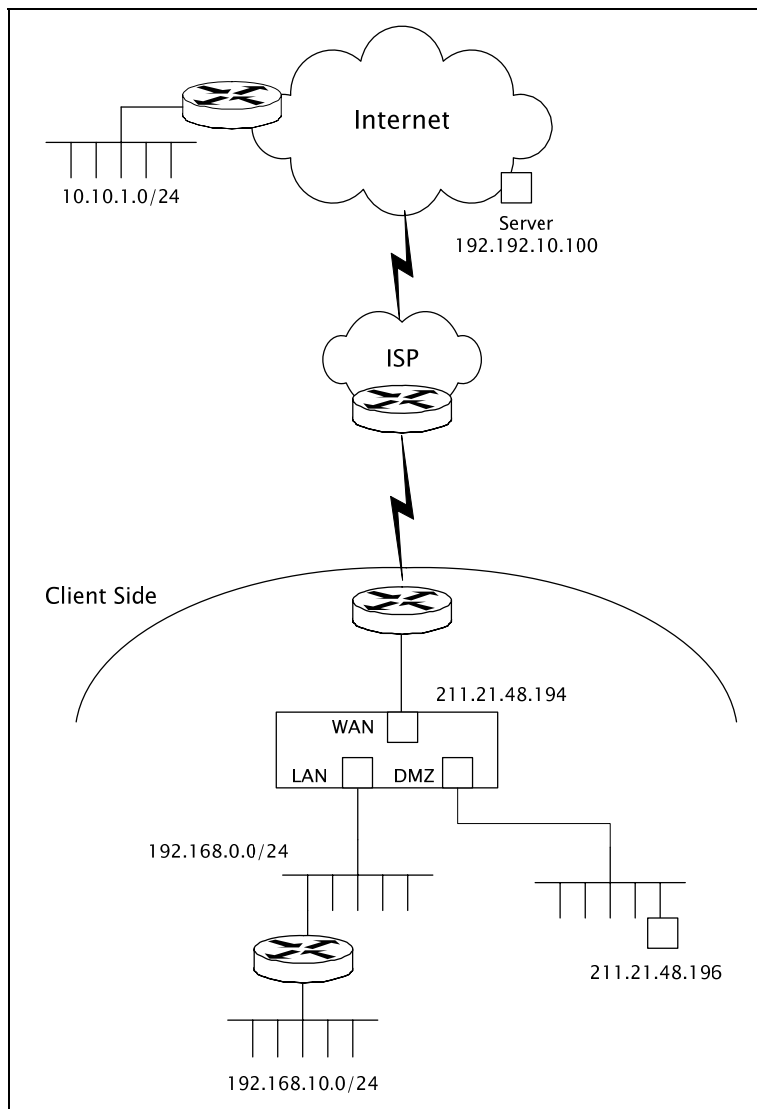 Internet
10.10.1.0/24
Server
192.192.10.100
ISP
Client Side
211.21.48.194
WAN
LAN
DMZ
192.168.0.0/24
211.21.48.196
192.168.10.0/24